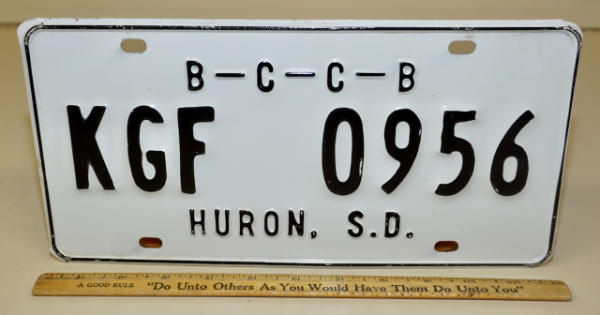 B-C-C-B
KGF 0956
HURON, S.D.
A GOOD RULE "Do Unto Others As You Would Have Them Do Unto You"